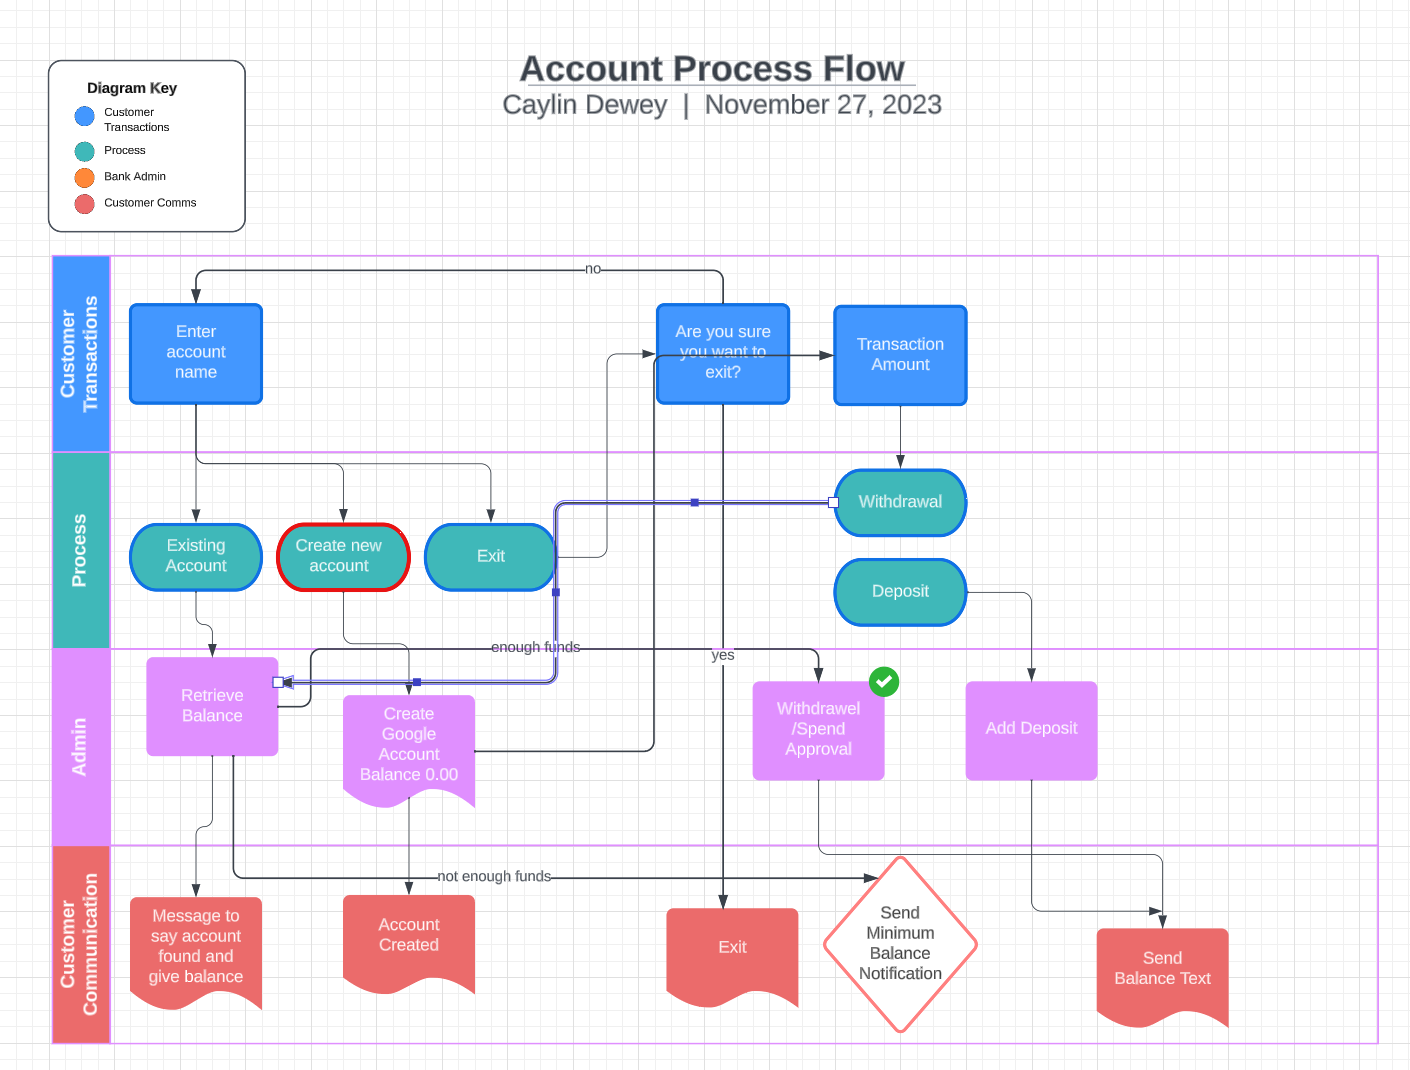 Account Process Flow
Caylin Dewey | November 27, 2023
Diagram Key
Customer
Transactions
Process
Bank Admin
Customer Comms
Customer
Transactions
no
Enter
account
name
Are you sure
you want to
exit?
Transaction
Amount
Process
Existing
Account
Create new
account
Exit
Withdrawal
Deposit
enough funds
yes
Admin
Retrieve
Balance
Create
Google
Account
Balance 0.00
Withdrawel
/Spend
Approval
Add Deposit
Customer
Communication
not enough funds
Message to
say account
found and
give balance
Account
Created
Exit
Send
Minimum
Balance
Notification
Send
Balance Text